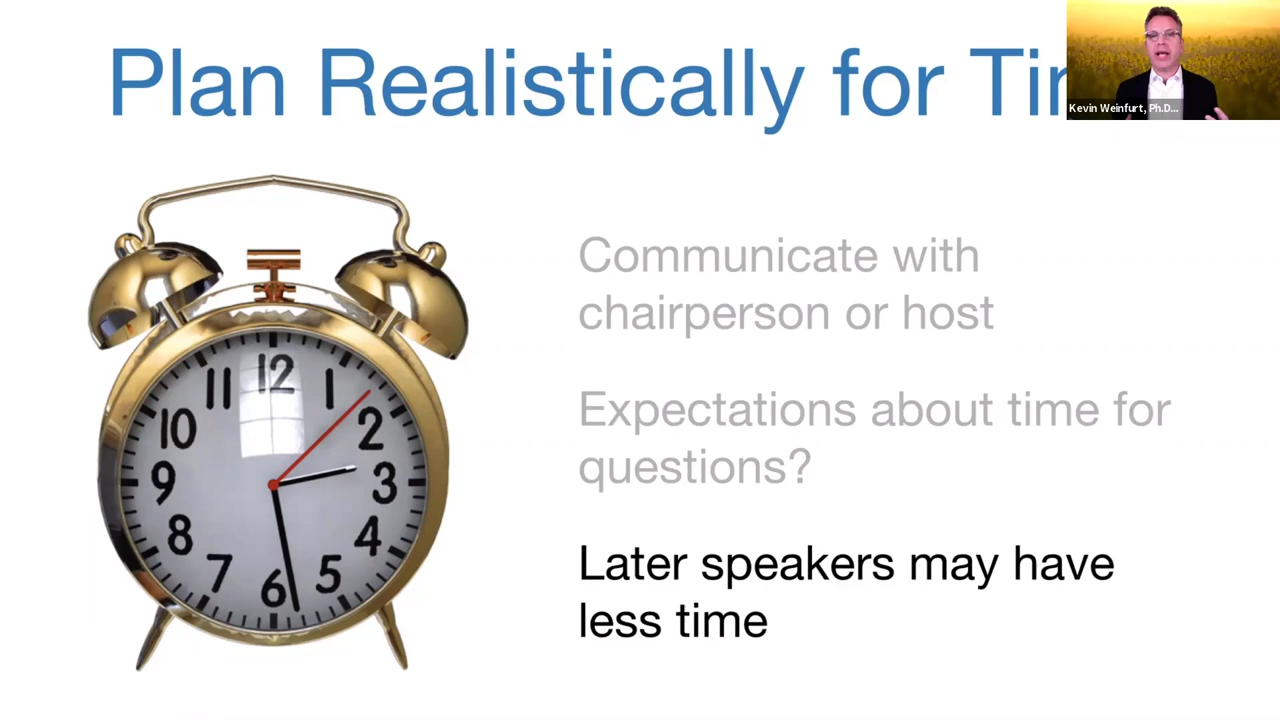 Plan Realistically for Ti
Kevin Weinfurt, Ph.D...
Communicate with
chairperson or host
Expectations about time for
questions?
Later speakers may have
less time
12
11
1
10
2
9
3
8
4
7
5
6